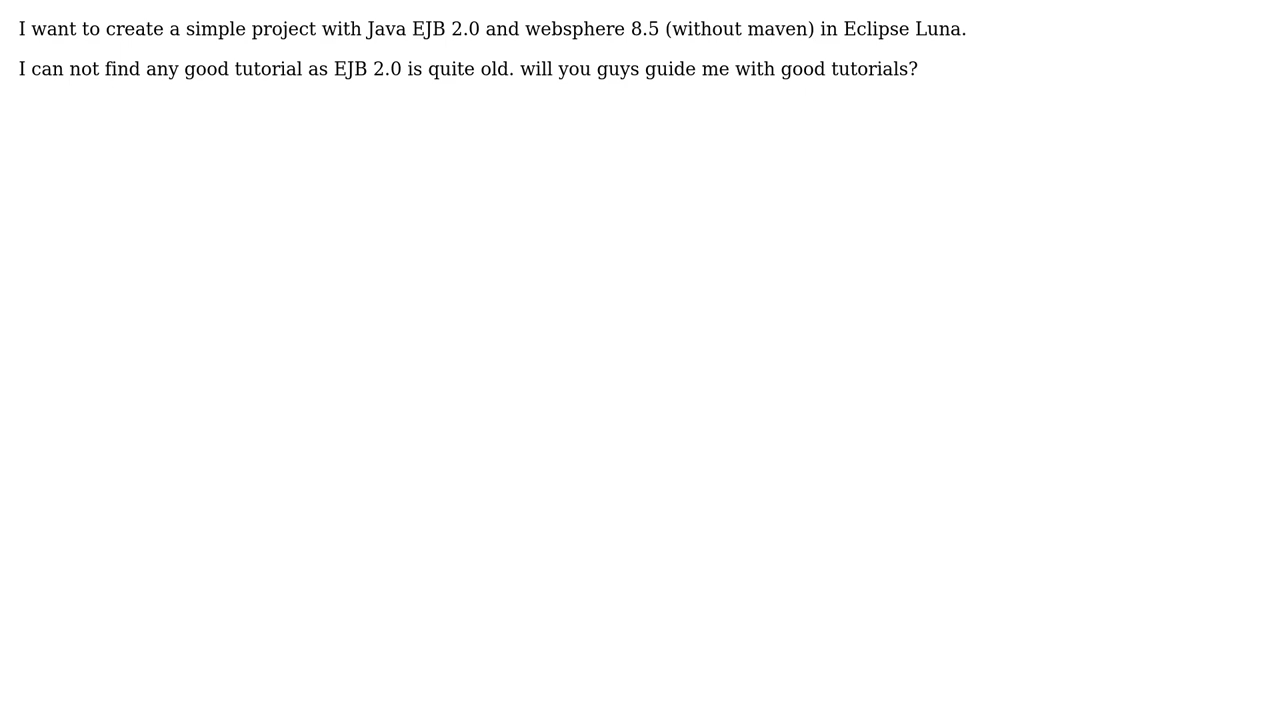 I want to create a simple project with Java EJB 2.0 and websphere 8.5 (without maven) in Eclipse Luna.
I can not find any good tutorial as EJB 2.0 is quite old. will you guys guide me with good tutorials?